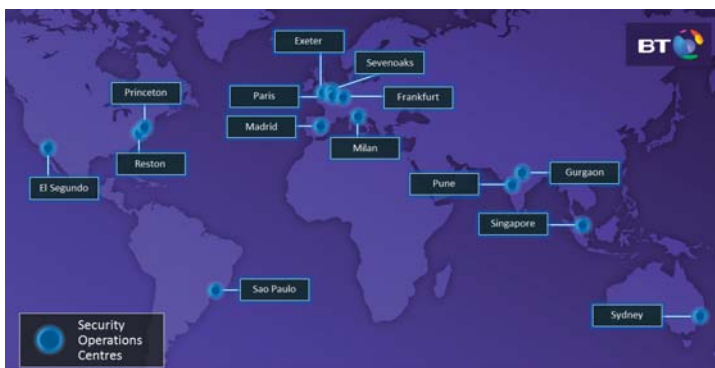 Exeter
BT
Sevenoaks
Princeton
Paris
Frankfurt
Madrid
Milan
Reston
El Segundo
Gurgaon
Pune
Singapore
Sao Paulo
Sydney
Security
Operations
Centres